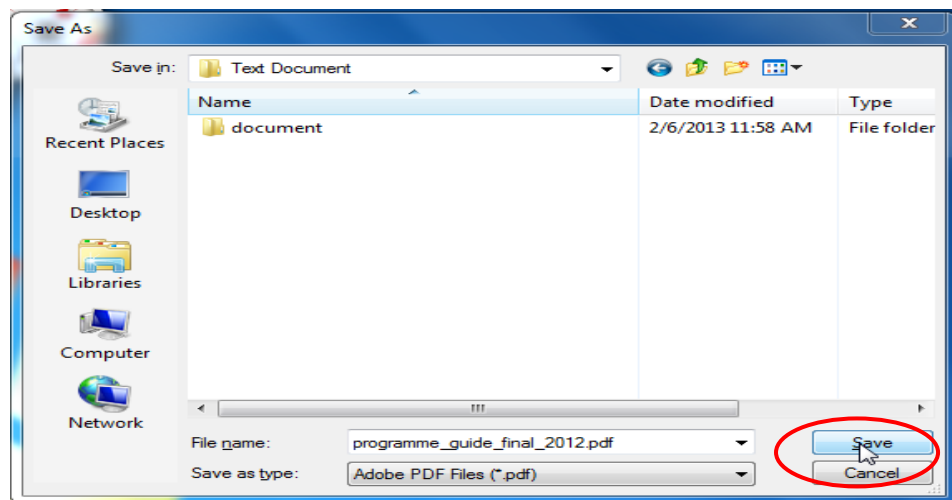 Save As
Save in: Text Document
Name Date modified Type
document 2/6/2013 11:58 AM File folder
Recent Places
Desktop
Libraries
Computer
Network
File name: programme_guide_final_2012.pdf Save
Save as type: Adobe PDF Files (*.pdf) Cancel